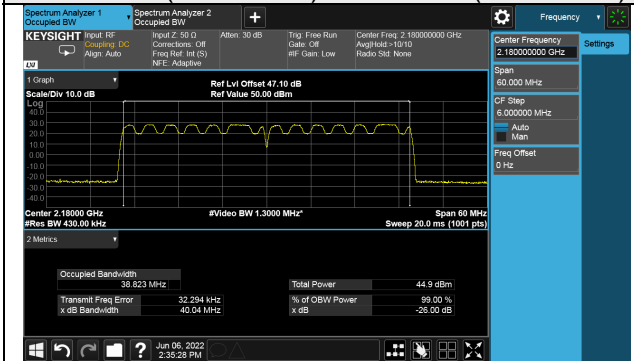 Spectrum Analyzer 1
Occupied BW
Spectrum Analyzer 2
Occupied BW
Frequency
KEYSIGHT
Input: RF
Coupling: DC
Align: Auto
Input Z: 50 Ω
Corrections: Off
Freq Ref: Int (S)
NFE: Adaptive
Atten: 30 dB
Trig: Free Run
Gate: Off
#IF Gain: Low
Center Freq: 2.180000000 GHz
Avg|Hold:>10/10
Radio Std: None
LXI
1 Graph
Scale/Div 10.0 dB
Ref Lvl Offset 47.10 dB
Ref Value 50.00 dBm
Log
40.0
30.0
20.0
10.0
0.00
-10.0
-20.0
-30.0
-40.0
Center 2.18000 GHz
#Res BW 430.00 kHz
#Video BW 1.3000 MHz*
Span 60 MHz
Sweep 20.0 ms (1001 pts)
2 Metrics
Occupied Bandwidth
38.823 MHz
Transmit Freq Error 32.294 kHz
x dB Bandwidth 40.04 MHz
Total Power 44.9 dBm
% of OBW Power 99.00 %
x dB -26.00 dB
Jun 06, 2022
2:35:28 PM
Center Frequency
2.180000000 GHz
Settings
Span
60.000 MHz
CF Step
6.000000 MHz
Auto
Man
Freq Offset
0 Hz